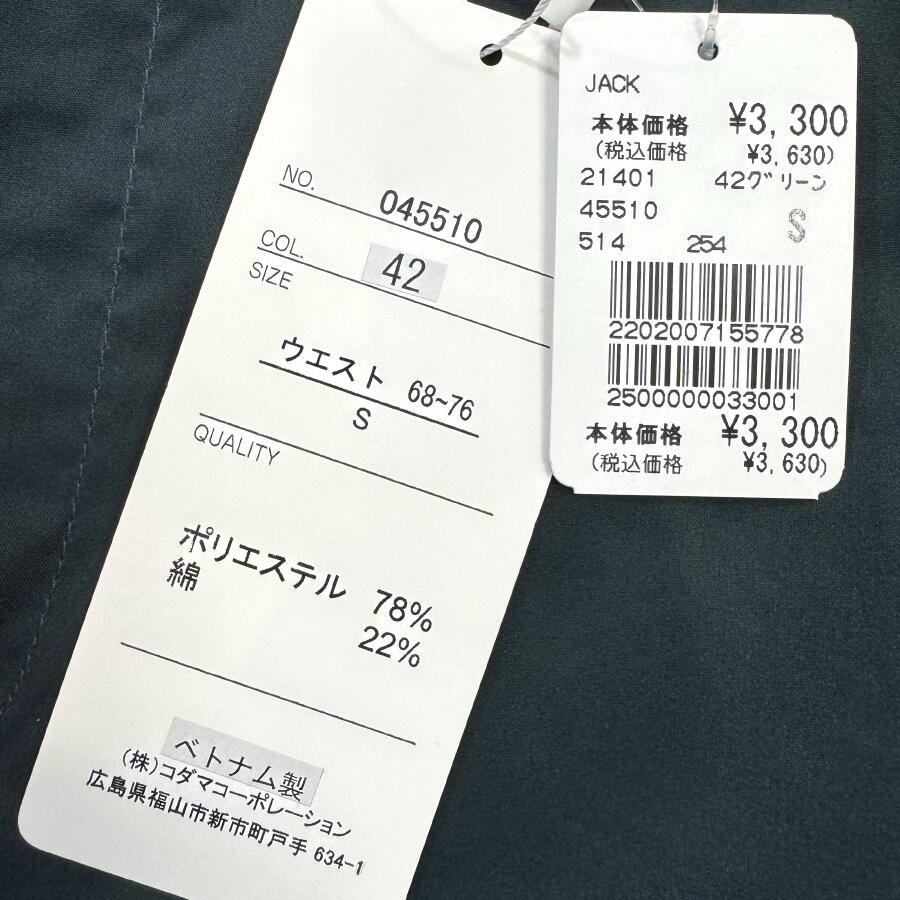 NO. 045510
COL. 42
SIZE
ウエスト 68~76
S
QUALITY
ポリエステル 78%
綿 22%
ベトナム製
(株)コダマコーポレーション
広島県福山市新市町戸手 634-1
JACK
本体価格 ¥3,300
(税込価格 ¥3,630)
21401 42グリーン
45510 S
514 254
2202007155778
2500000033001
本体価格 ¥3,300
(税込価格 ¥3,630)